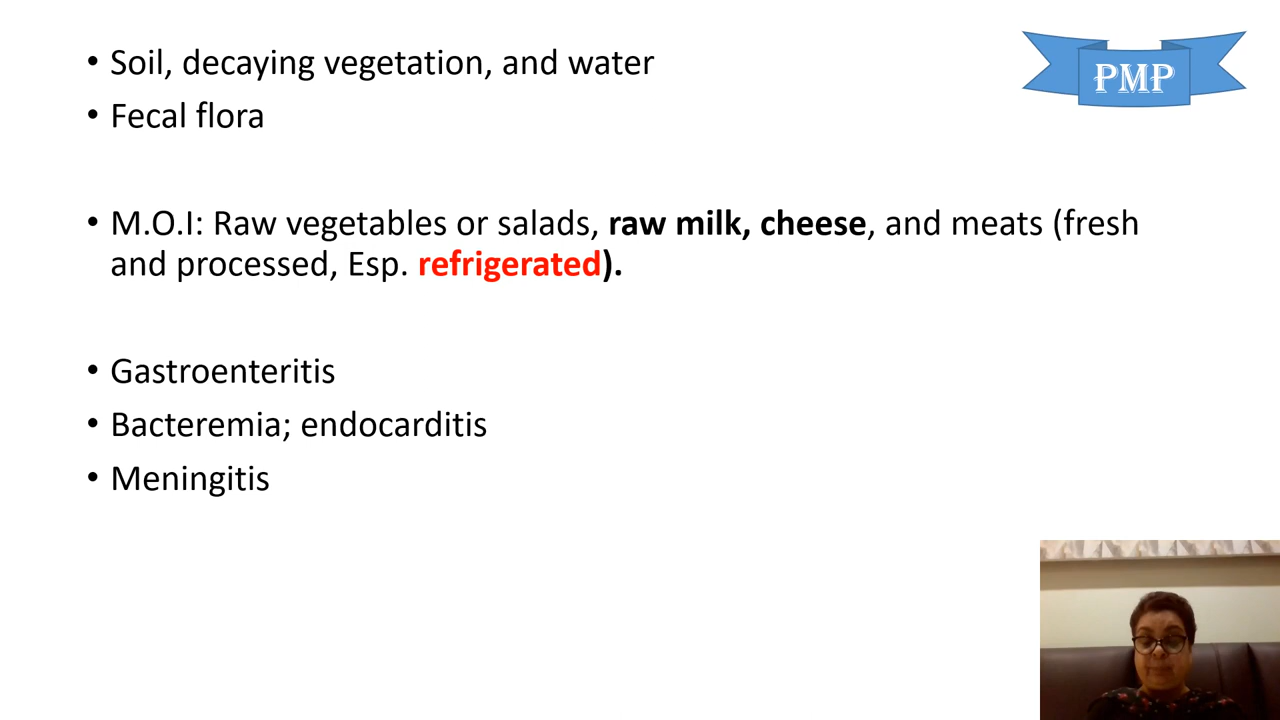 • Soil, decaying vegetation, and water
PMP
• Fecal flora
• M.O.I: Raw vegetables or salads, raw milk, cheese, and meats (fresh
and processed, Esp. refrigerated).
• Gastroenteritis
• Bacteremia; endocarditis
• Meningitis